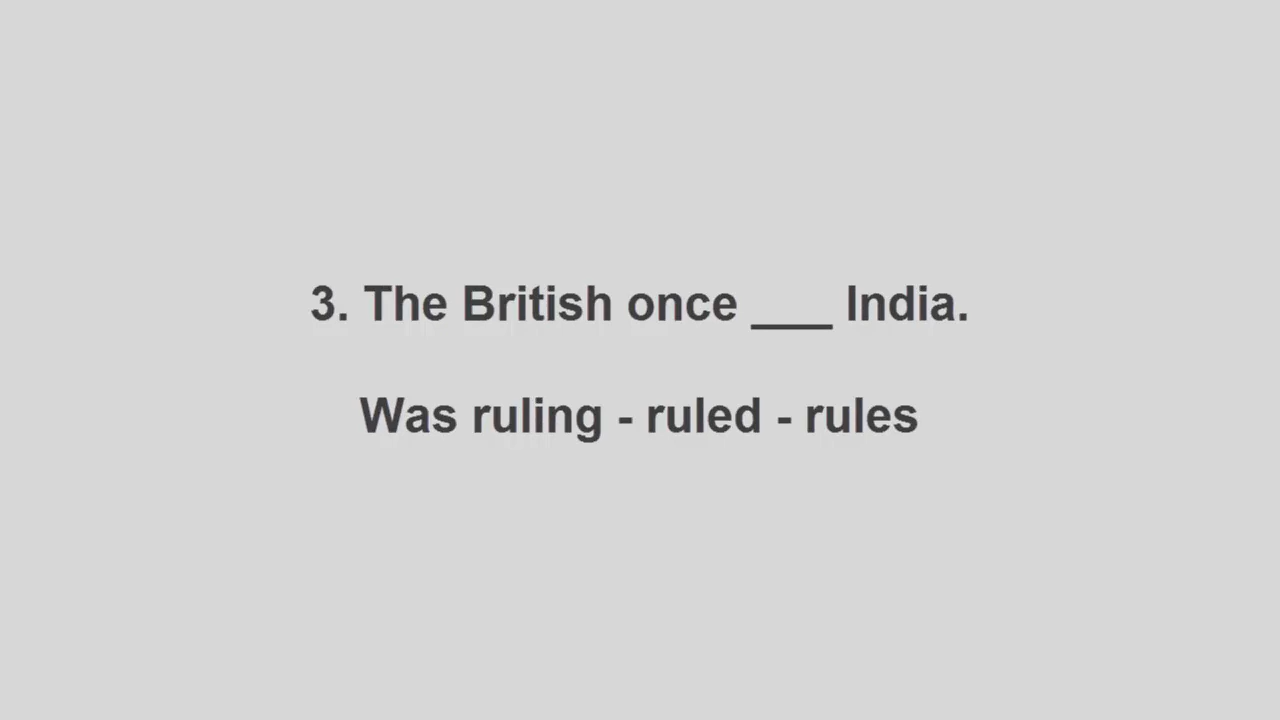 3. The British once ___ India.
Was ruling - ruled - rules